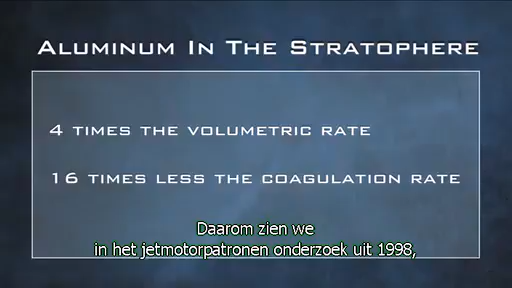 ALUMINUM IN THE STRATOPHERE
4 TIMES THE VOLUMETRIC RATE
16 TIMES LESS THE COAGULATION RATE
Daarom zien we
in het jetmotorpatronen onderzoek uit 1998,